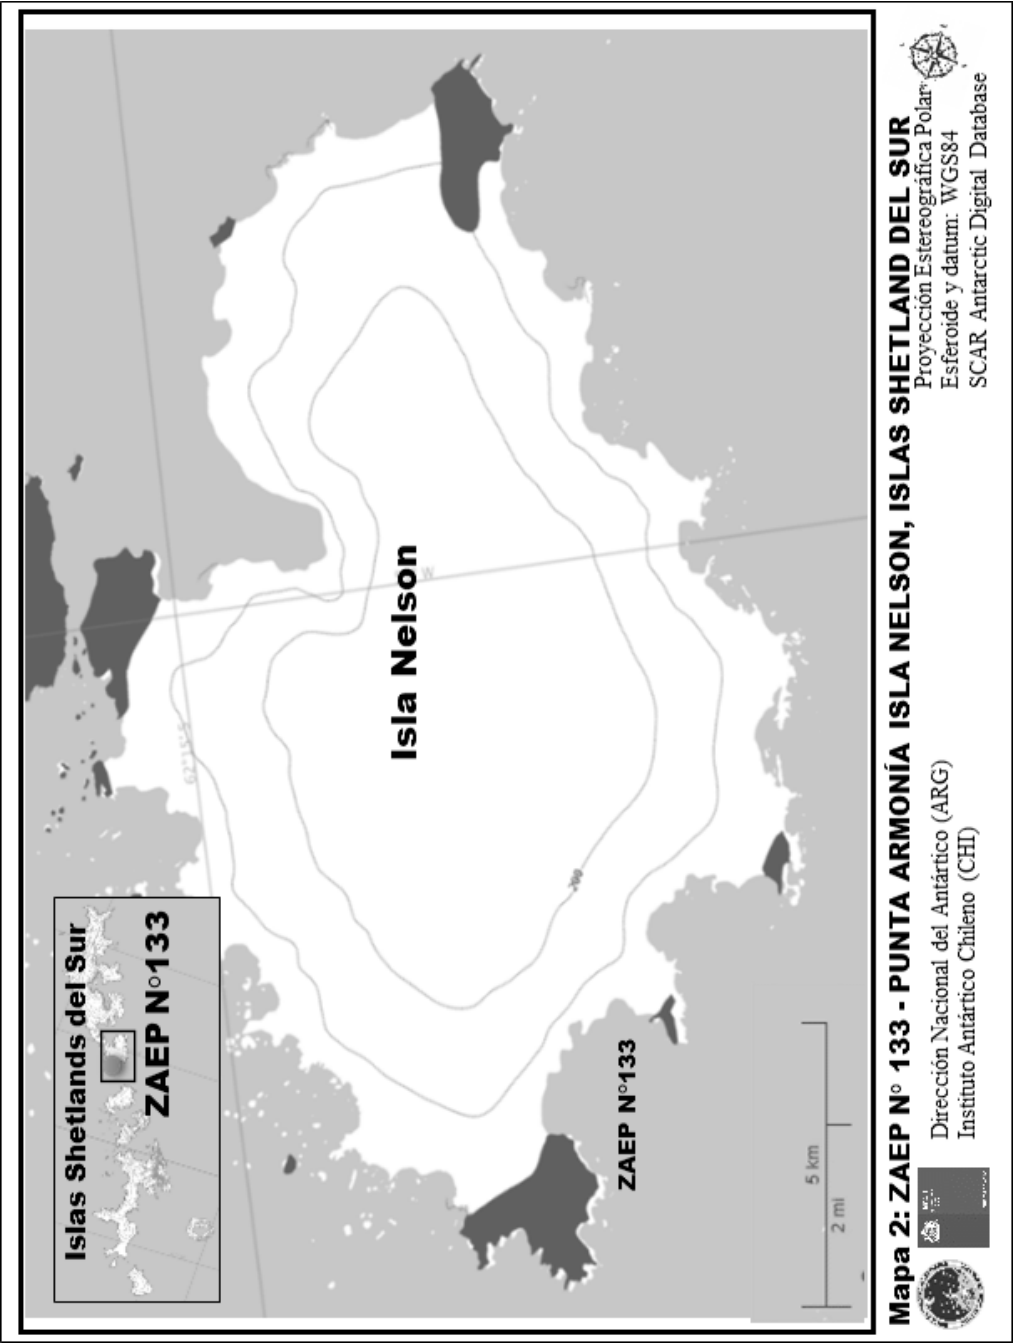 Islas Shetlands del Sur
ZAEP N°133
Isla Nelson
W
ZAEP N°133
5 km
2 mi
Mapa 2: ZAEP N° 133 - PUNTA ARMONÍA ISLA NELSON, ISLAS SHETLAND DEL SUR
Dirección Nacional del Antártico (ARG)
Instituto Antártico Chileno (CHI)
Proyección Estereográfica Polar
Esferoide y datum: WGS84
SCAR Antarctic Digital Database